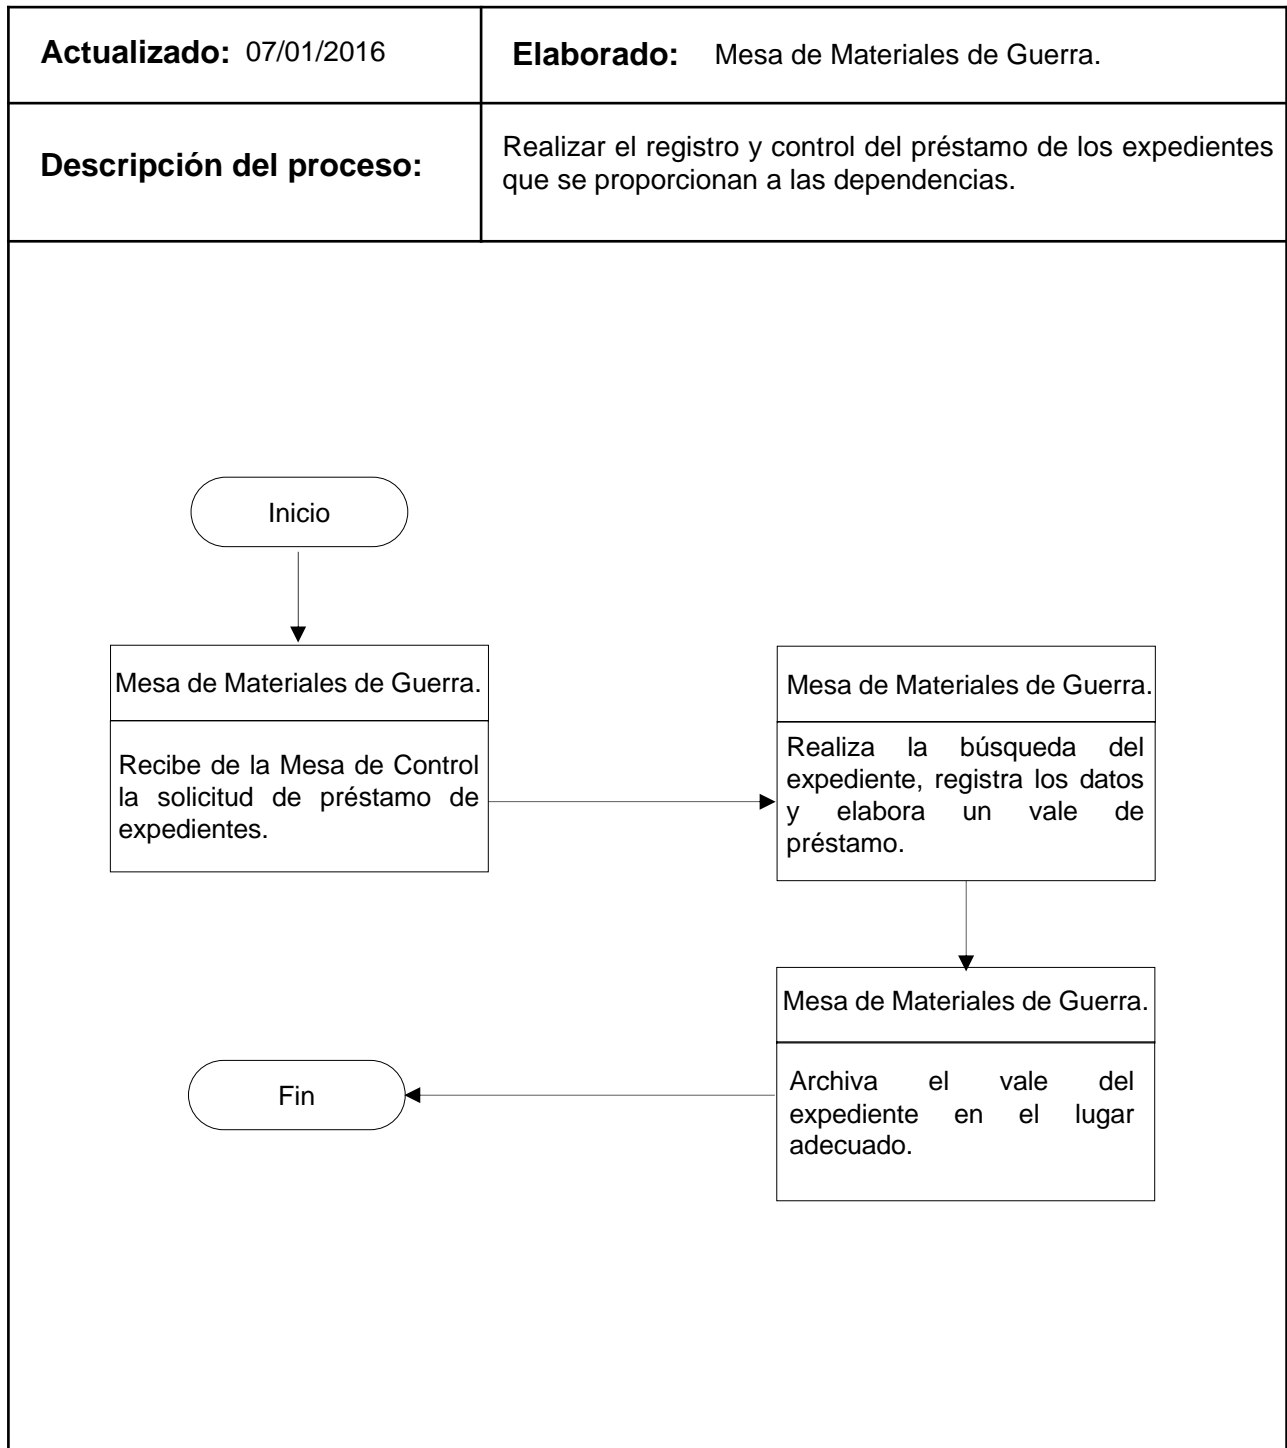 Actualizado: 07/01/2016
Elaborado: Mesa de Materiales de Guerra.
Descripción del proceso:
Realizar el registro y control del préstamo de los expedientes
que se proporcionan a las dependencias.
Inicio
Mesa de Materiales de Guerra.
Recibe de la Mesa de Control
la solicitud de préstamo de
expedientes.
Mesa de Materiales de Guerra.
Realiza la búsqueda del
expediente, registra los datos
y elabora un vale de
préstamo.
Mesa de Materiales de Guerra.
Archiva el vale del
expediente en el lugar
adecuado.
Fin